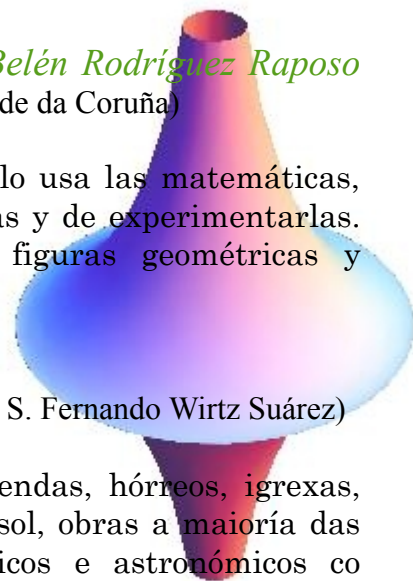 Belén Rodríguez Raposo
de da Coruña)
lo usa las matemáticas,
as y de experimentarlas.
figuras geométricas y
S. Fernando Wirtz Suárez)
endas, hórreos, igrexas,
sol, obras a maioría das
icos e astronómicos co